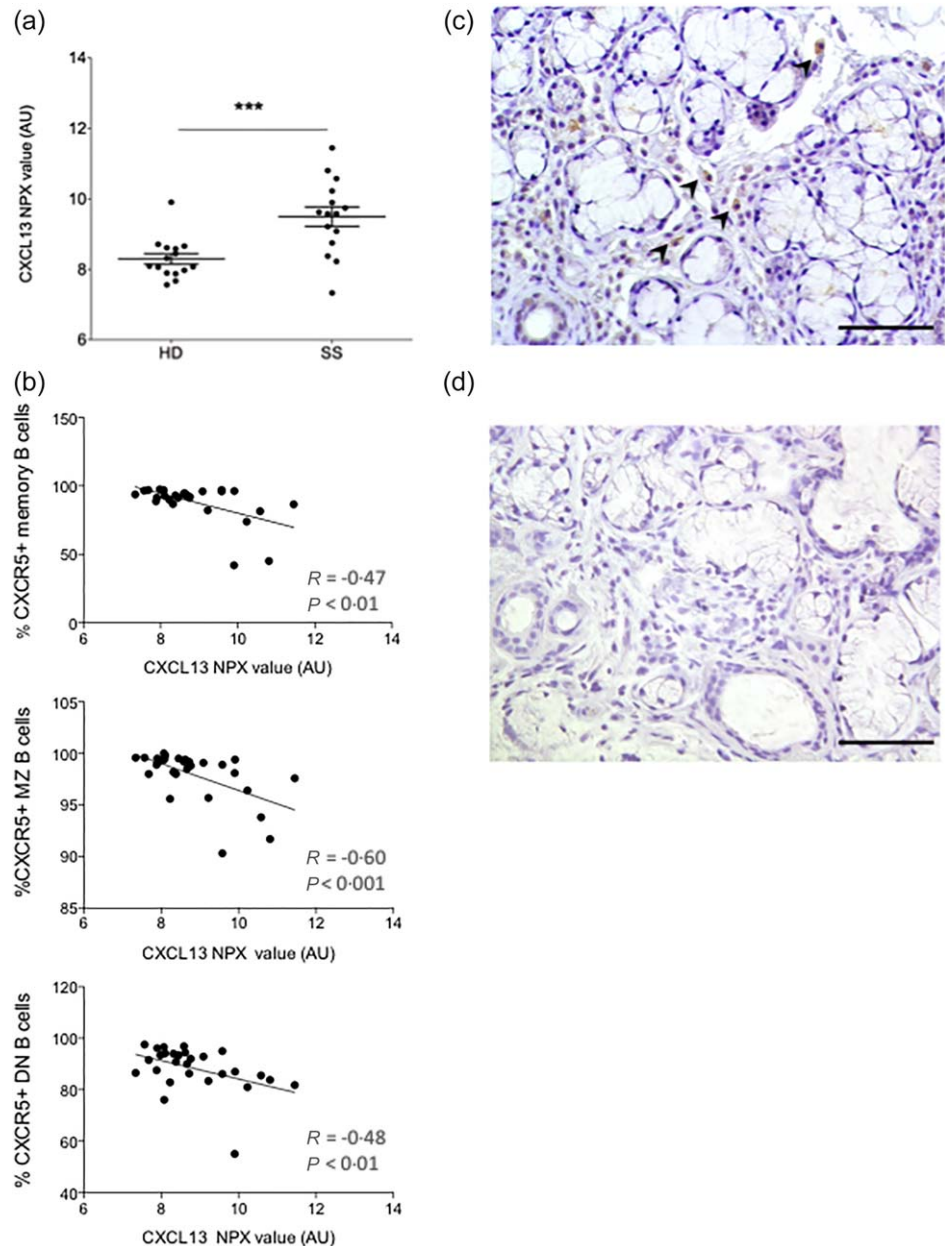 (a)
CXCL13 NPX value (AU)
14
12
10
8
6
***
HD
SS
(b)
% CXCR5+ memory B cells
150
100
50
0
R = -0·47
P < 0·01
6 8 10 12 14
CXCL13 NPX value (AU)
%CXCR5+ MZ B cells
105
100
95
90
85
R = -0·60
P < 0·001
6 8 10 12 14
CXCL13 NPX value (AU)
% CXCR5+ DN B cells
120
100
80
60
40
R = -0·48
P < 0·01
6 8 10 12 14
CXCL13 NPX value (AU)
(c)
(d)